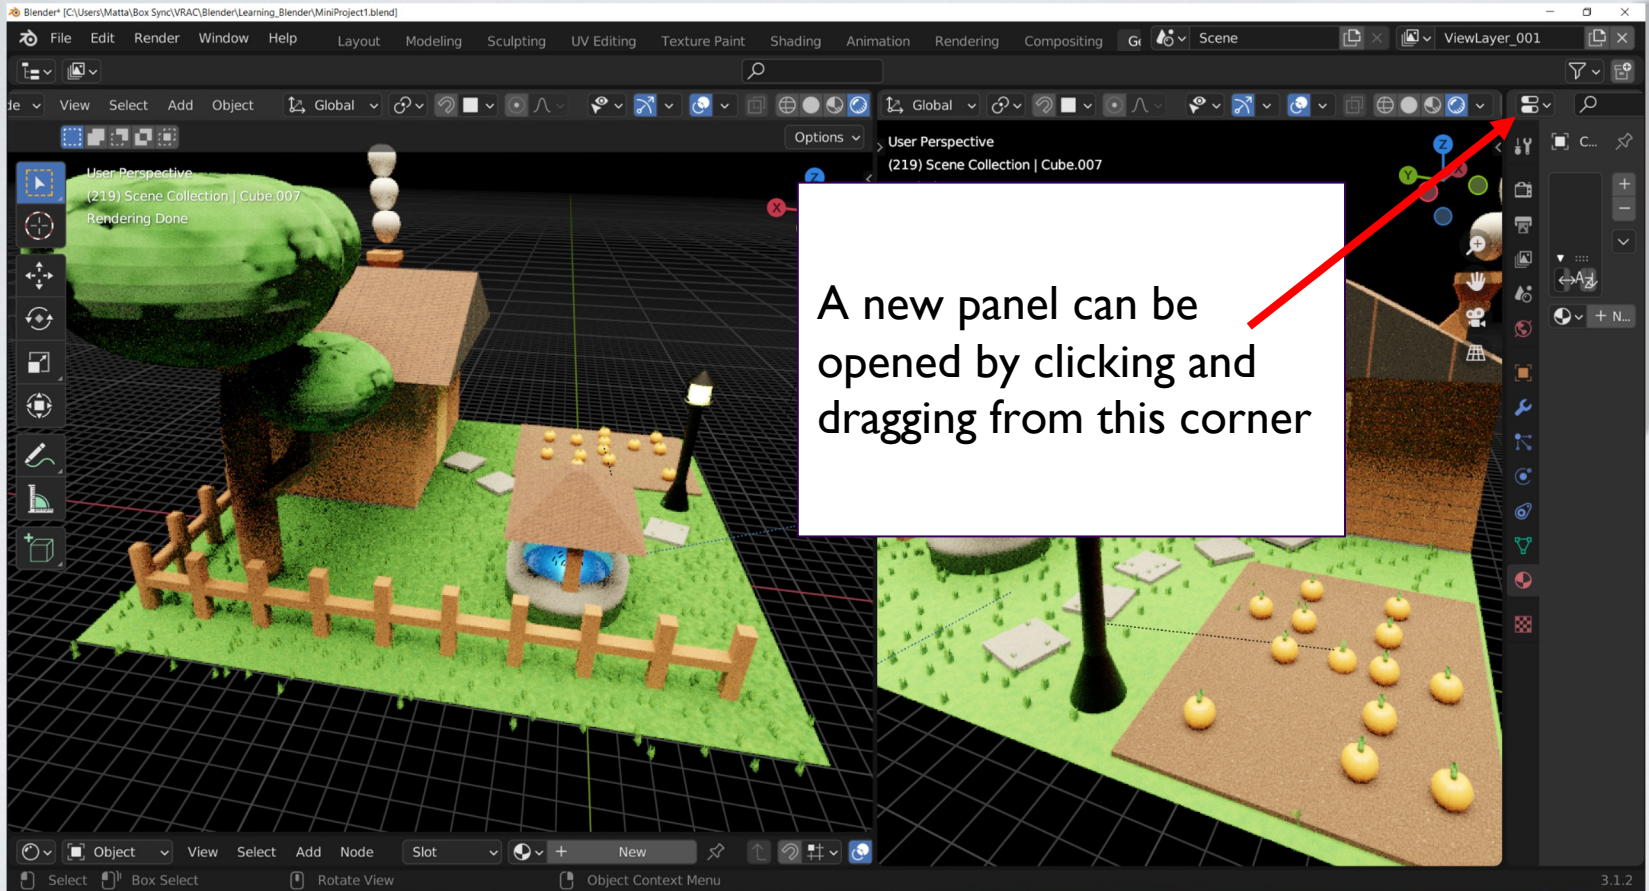 Blender* [C:\Users\Matta\Box Sync\VRAC\Blender\Learning_Blender\MiniProject1.blend]
File Edit Render Window Help Layout Modeling Sculpting UV Editing Texture Paint Shading Animation Rendering Compositing Scene ViewLayer_001
View Select Add Object Global Global
Options
User Perspective
(219) Scene Collection | Cube.007
Rendering Done
User Perspective
(219) Scene Collection | Cube.007
X
Z
Z
Y
C...
N...
A new panel can be
opened by clicking and
dragging from this corner
Object View Select Add Node Slot New
Select Box Select Rotate View Object Context Menu 3.1.2